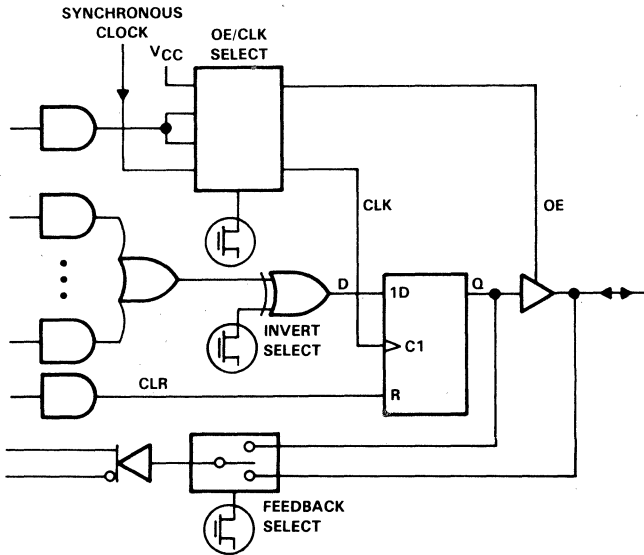 SYNCHRONOUS
CLOCK
VCC
OE/CLK
SELECT
CLK
OE
D
1D
Q
INVERT
SELECT
C1
CLR
R
FEEDBACK
SELECT